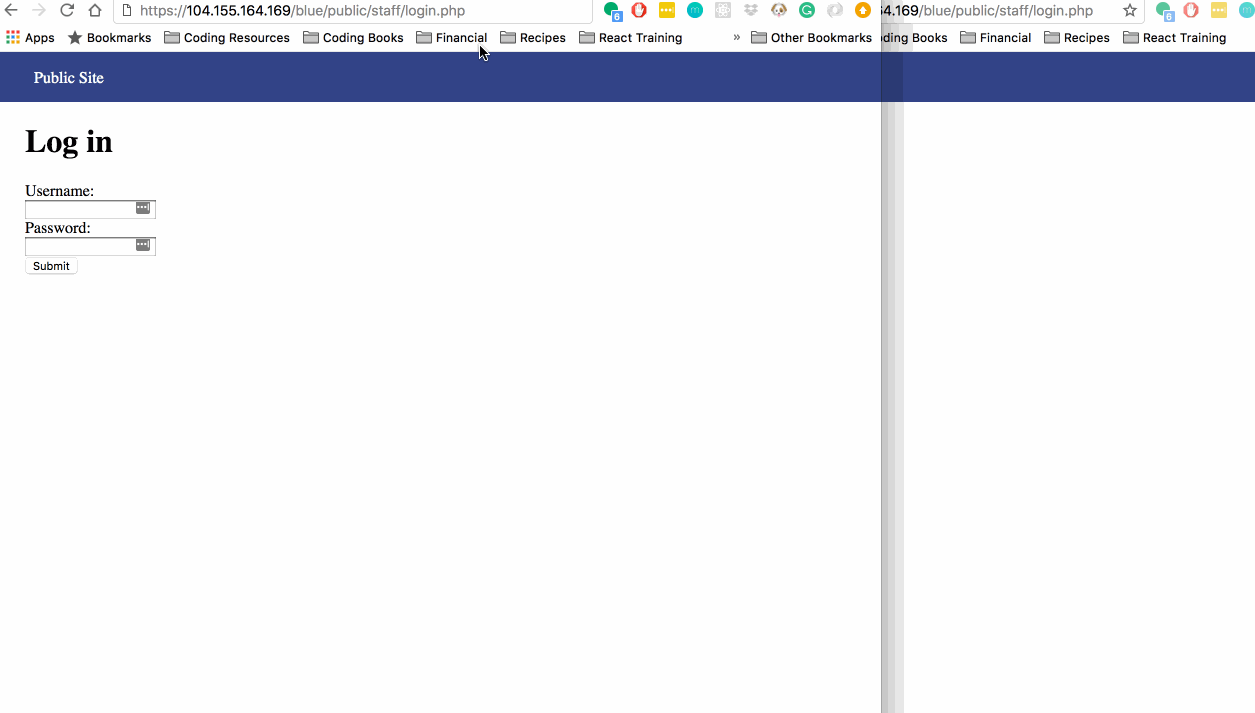 https://104.155.164.169/blue/public/staff/login.php 4.169/blue/public/staff/login.php
Apps Bookmarks Coding Resources Coding Books Financial Recipes React Training » Other Bookmarks ding Books Financial Recipes React Training
Public Site
Log in
Username:
Password:
Submit